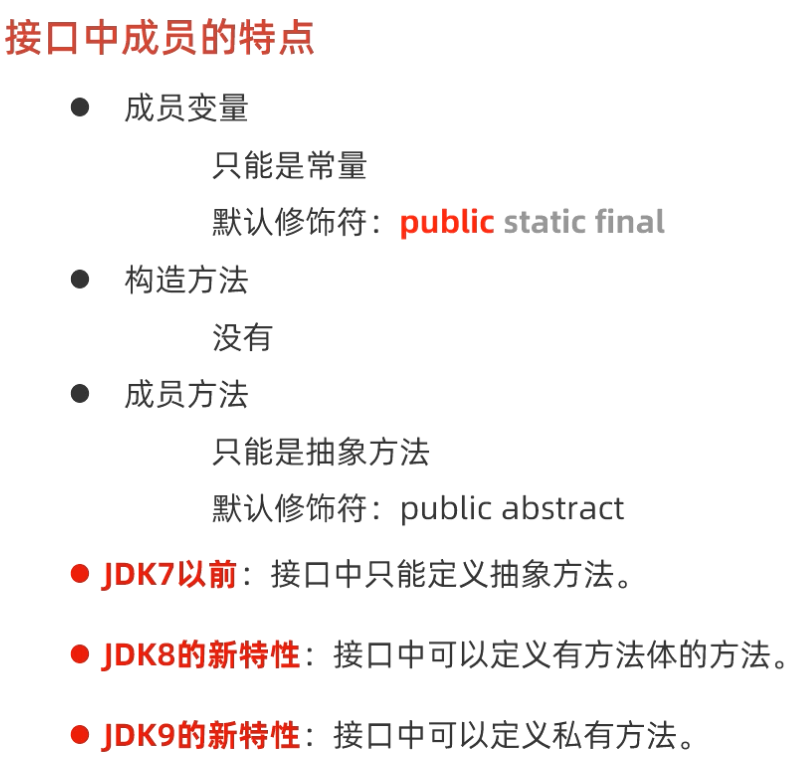 接口中成员的特点
● 成员变量
只能是常量
默认修饰符：public static final
● 构造方法
没有
● 成员方法
只能是抽象方法
默认修饰符：public abstract
● JDK7以前：接口中只能定义抽象方法。
● JDK8的新特性：接口中可以定义有方法体的方法。
● JDK9的新特性：接口中可以定义私有方法。